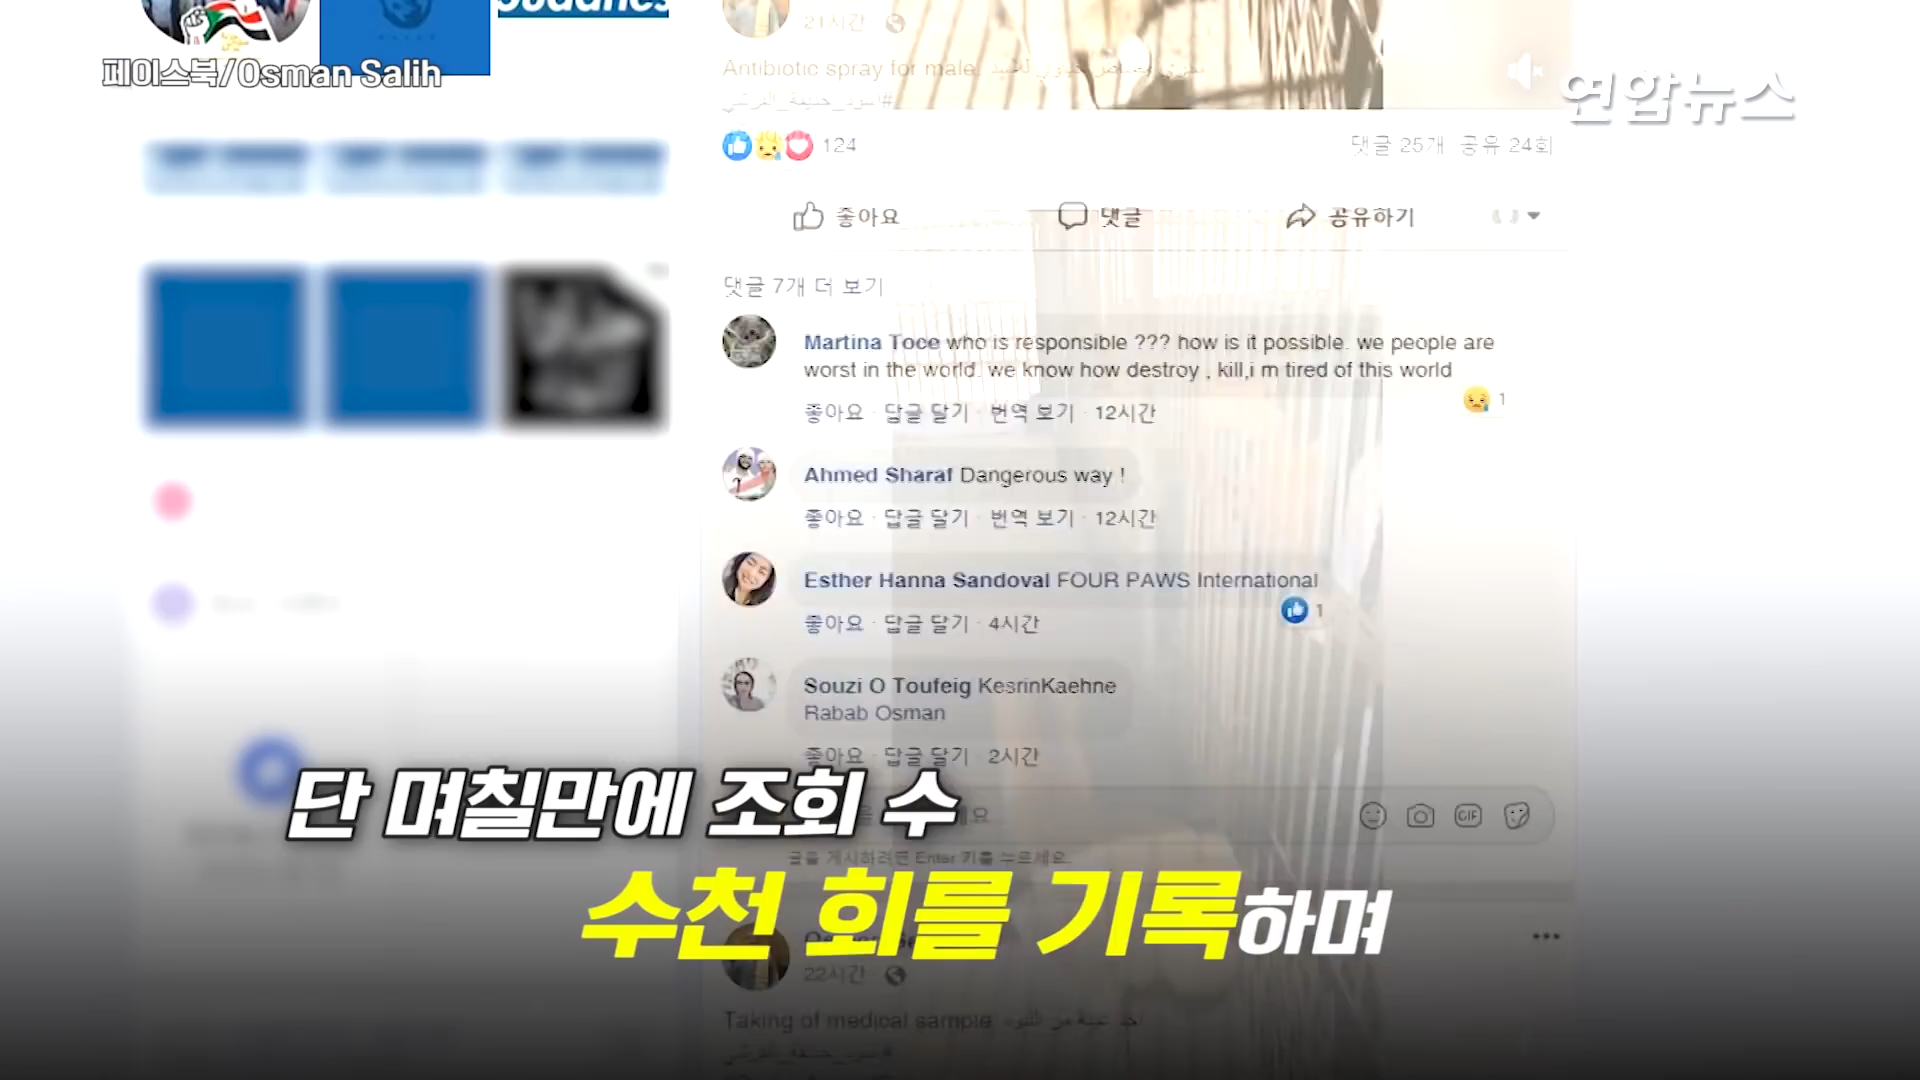 페이스북/Osman Salih
연합뉴스
21시간
Antibiotic spray for male
124
댓글 25개 공유 24회
좋아요 댓글 공유하기
댓글 7개 더 보기
Martina Toce who is responsible ??? how is it possible. we people are
worst in the world. we know how destroy , kill,i m tired of this world
1
좋아요 · 답글 달기 · 번역 보기 · 12시간
Ahmed Sharaf Dangerous way !
좋아요 · 답글 달기 · 번역 보기 · 12시간
Esther Hanna Sandoval FOUR PAWS International
1
좋아요 · 답글 달기 · 4시간
Souzi O Toufeig KesrinKaehne
Rabab Osman
좋아요 · 답글 달기 · 2시간
GIF
단 며칠만에 조회 수
글을 게시하려면 Enter 키를 누르세요.
수천 회를 기록하며
22시간
Taking of medical sample